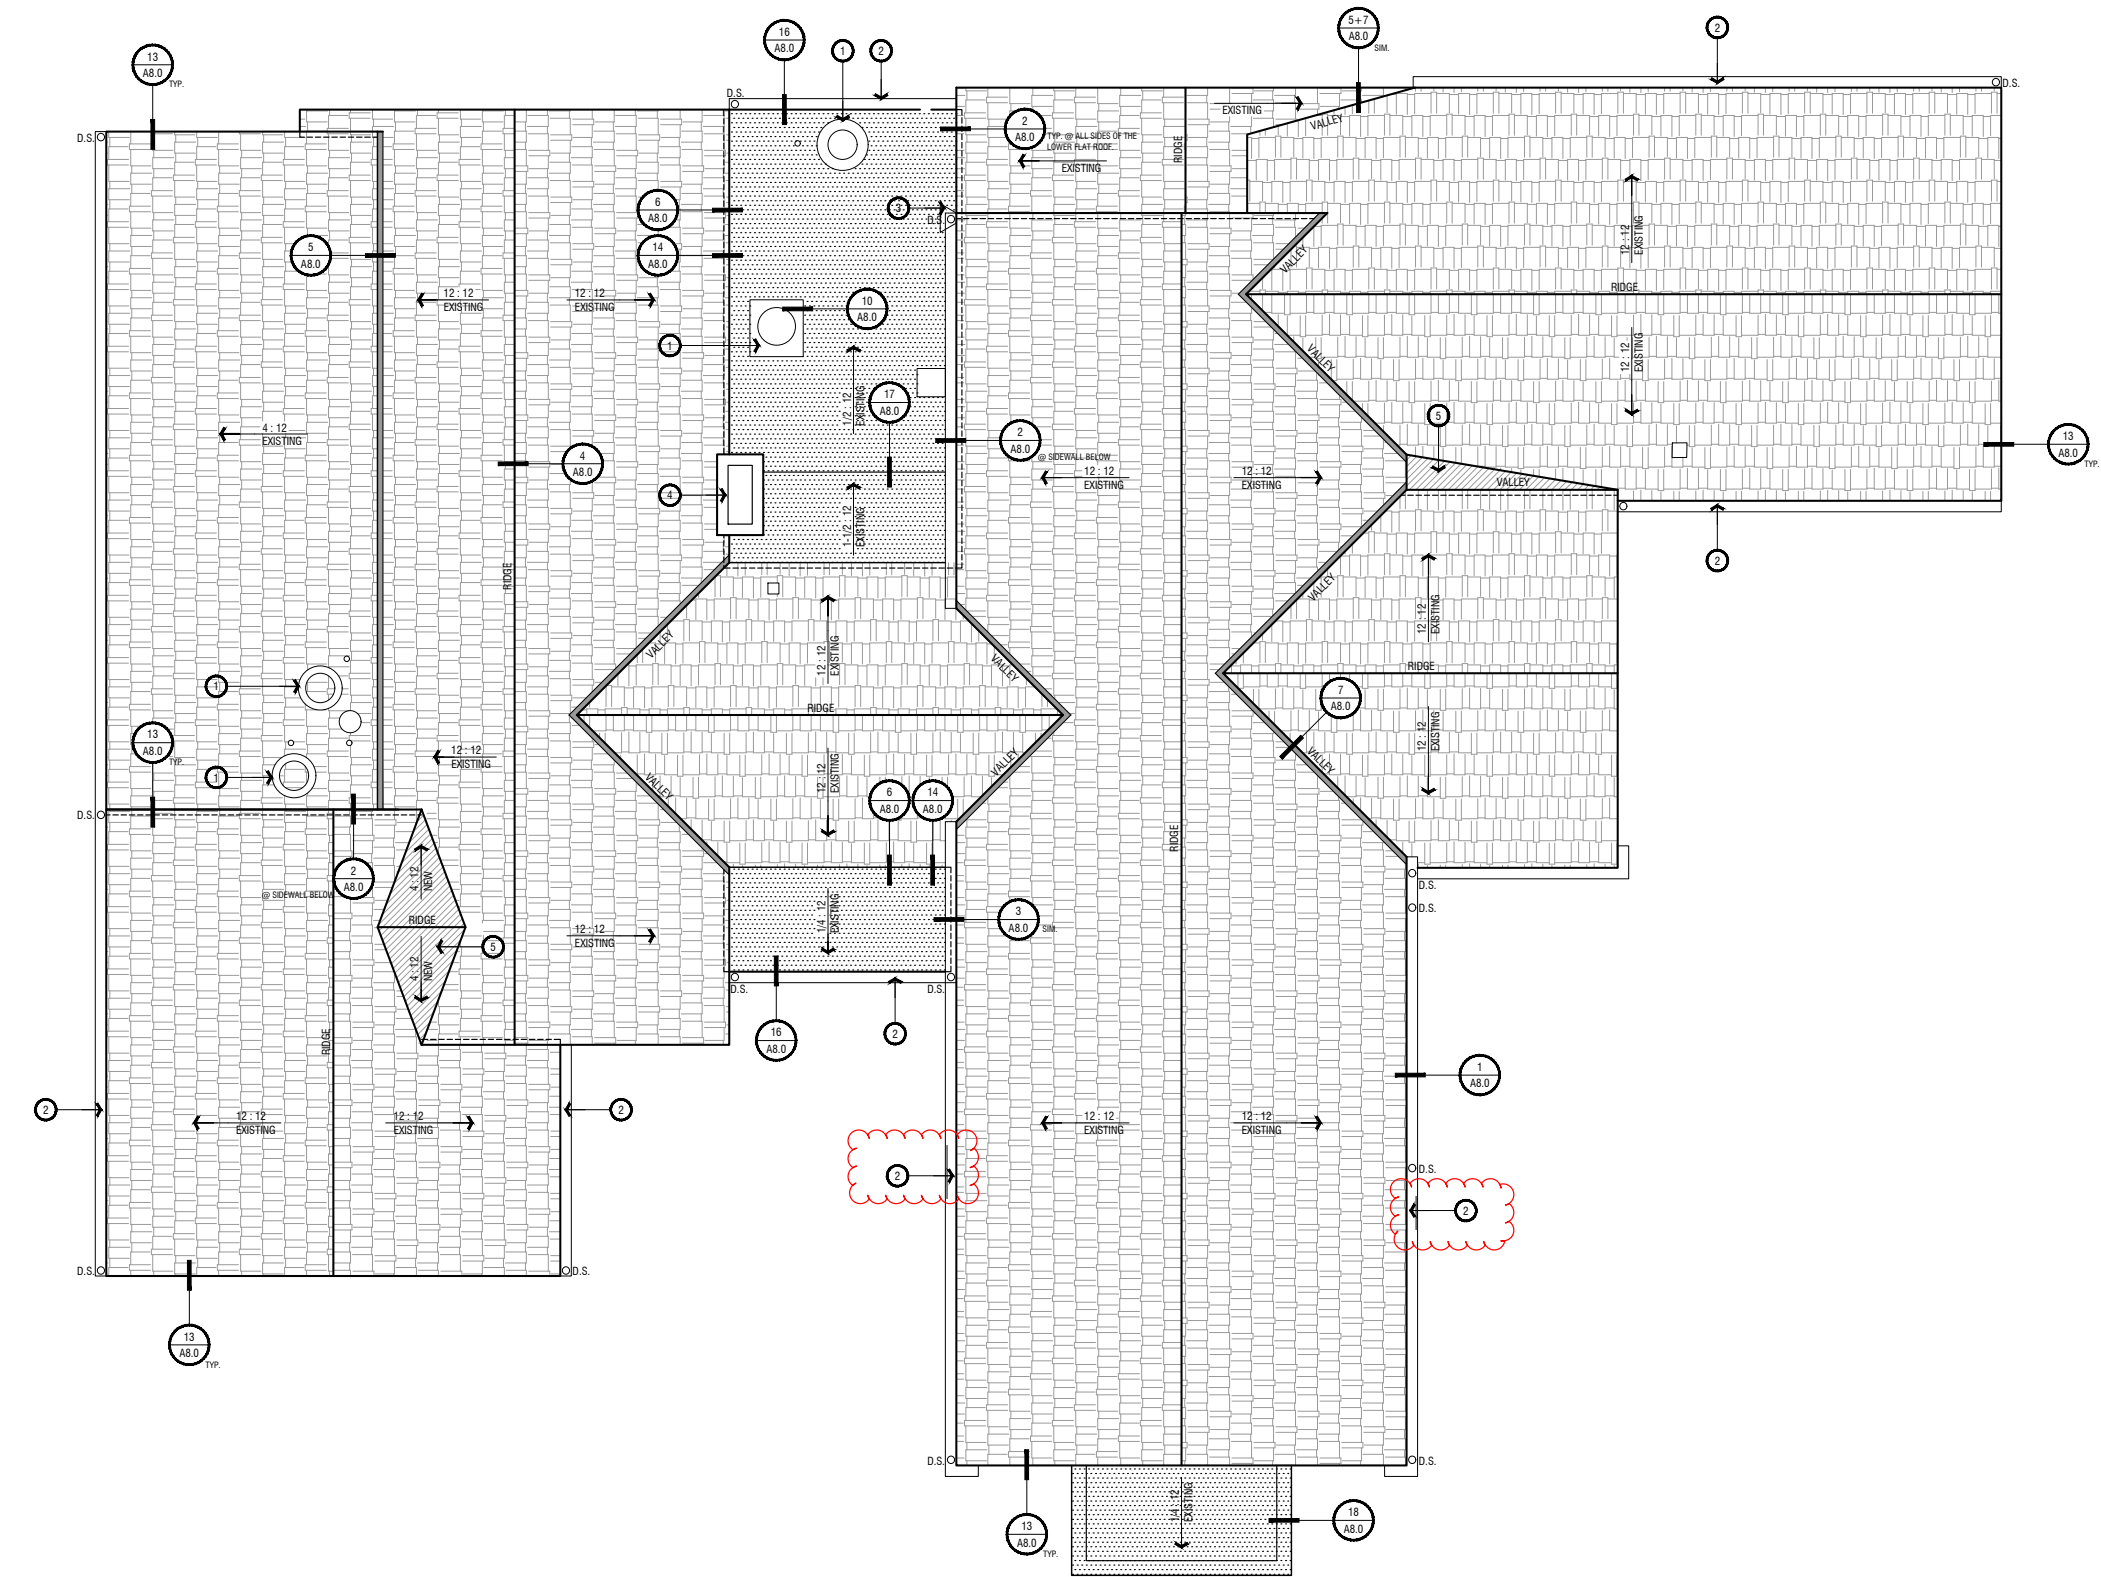 5+7
A8.0
SIM.
2
16
A8.0
1
2
13
A8.0
TYP.
D.S.
D.S.
EXISTING
VALLEY
2
A8.0
TYP. @ ALL SIDES OF THE
LOWER FLAT ROOF.
EXISTING
RIDGE
D.S.
6
A8.0
3
D.S.
14
A8.0
5
A8.0
VALLEY
12 : 12
EXISTING
RIDGE
12 : 12
EXISTING
12 : 12
EXISTING
10
A8.0
1
VALLEY
12 : 12
EXISTING
17
A8.0
1/2 : 12
EXISTING
5
4 : 12
EXISTING
2
A8.0
@ SIDEWALL BELOW
13
A8.0
TYP.
4
A8.0
12 : 12
EXISTING
12 : 12
EXISTING
VALLEY
4
1-1/2 : 12
EXISTING
2
RIDGE
VALLEY
12 : 12
EXISTING
VALLEY
12 : 12
EXISTING
VALLEY
RIDGE
1
RIDGE
7
A8.0
13
A8.0
TYP.
12 : 12
EXISTING
12 : 12
EXISTING
VALLEY
VALLEY
12 : 12
EXISTING
VALLEY
1
6
A8.0
14
A8.0
D.S.
RIDGE
2
A8.0
@ SIDEWALL BELOW
4 : 12
NEW
D.S.
D.S.
RIDGE
1/4 : 12
EXISTING
3
A8.0
SIM.
12 : 12
EXISTING
5
4 : 12
NEW
D.S.
D.S.
RIDGE
16
A8.0
2
1
A8.0
2
12 : 12
EXISTING
12 : 12
EXISTING
2
12 : 12
EXISTING
12 : 12
EXISTING
D.S.
2
2
D.S.
D.S.
13
A8.0
TYP.
D.S.
D.S.
1/4 : 12
EXISTING
13
A8.0
TYP.
18
A8.0